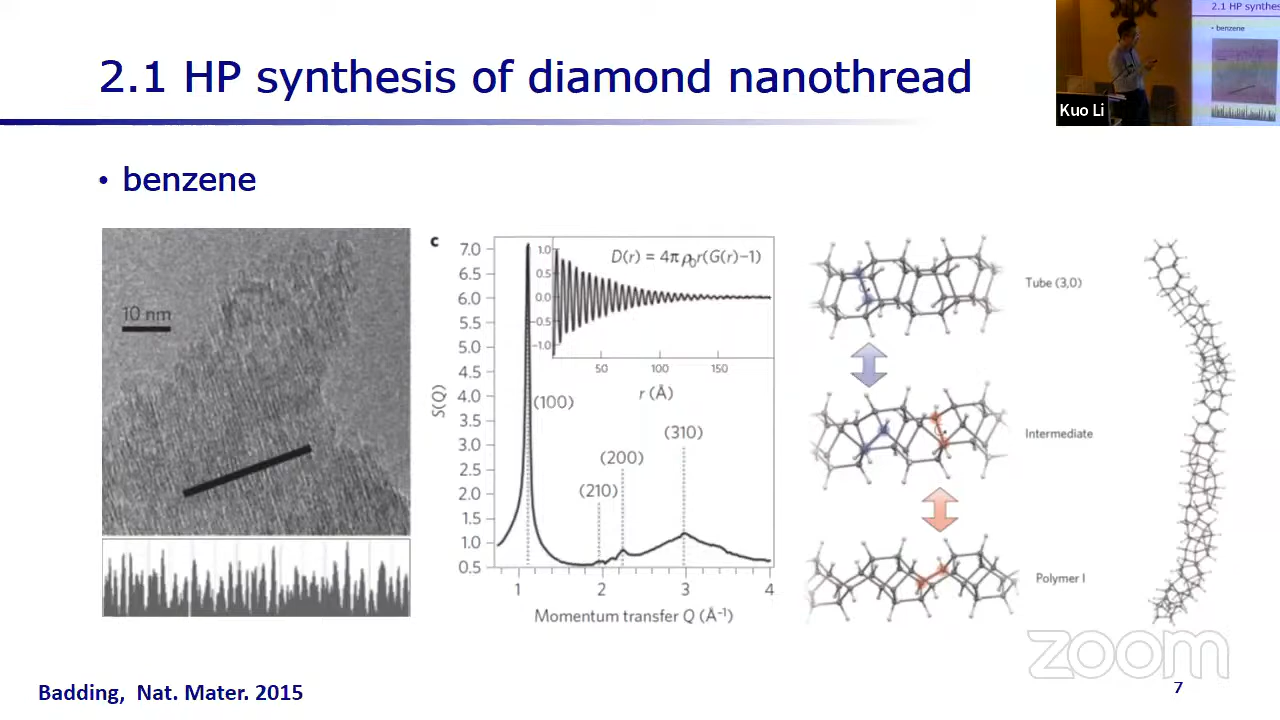 2.1 HP synthesis of diamond nanothread
• benzene
10 nm
c
7.0
6.5
6.0
5.5
5.0
4.5
4.0
3.5
3.0
2.5
2.0
1.5
1.0
0.5
S(Q)
1.0
0.5
0.0
−0.5
−1.0
D(r) = 4πρ₀r(G(r)−1)
50 100 150
r (Å)
(100)
(210)
(200)
(310)
1 2 3 4
Momentum transfer Q (Å⁻¹)
Tube (3,0)
Intermediate
Polymer I
Badding, Nat. Mater. 2015
7
zoom
Kuo Li
2.1 HP synthes
• benzene